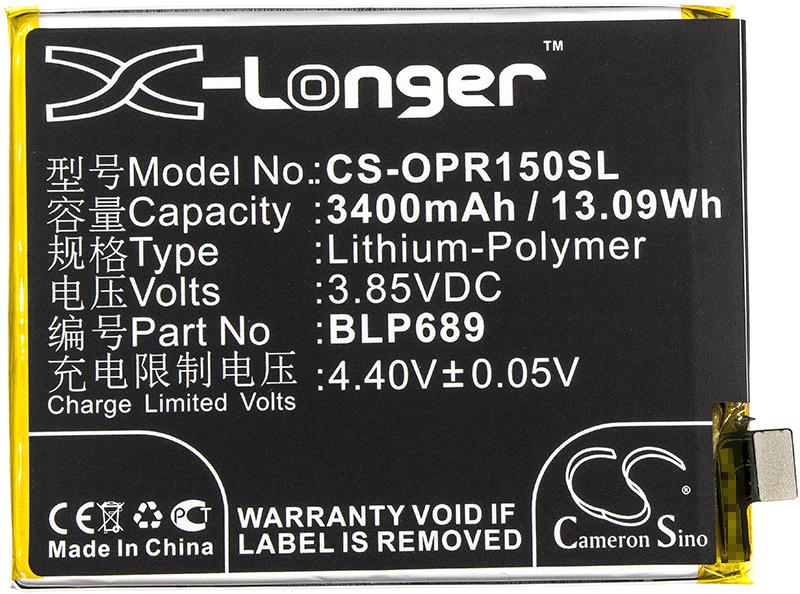 X-Longer™
型号Model No.: CS-OPR150SL
容量Capacity :3400mAh / 13.09Wh
规格Type :Lithium-Polymer
电压Volts :3.85VDC
编号Part No :BLP689
充电限制电压 :4.40V±0.05V
Charge Limited Volts
CE PCT
Made In China
WARRANTY VOID IF
LABEL IS REMOVED
CS ®
Cameron Sino